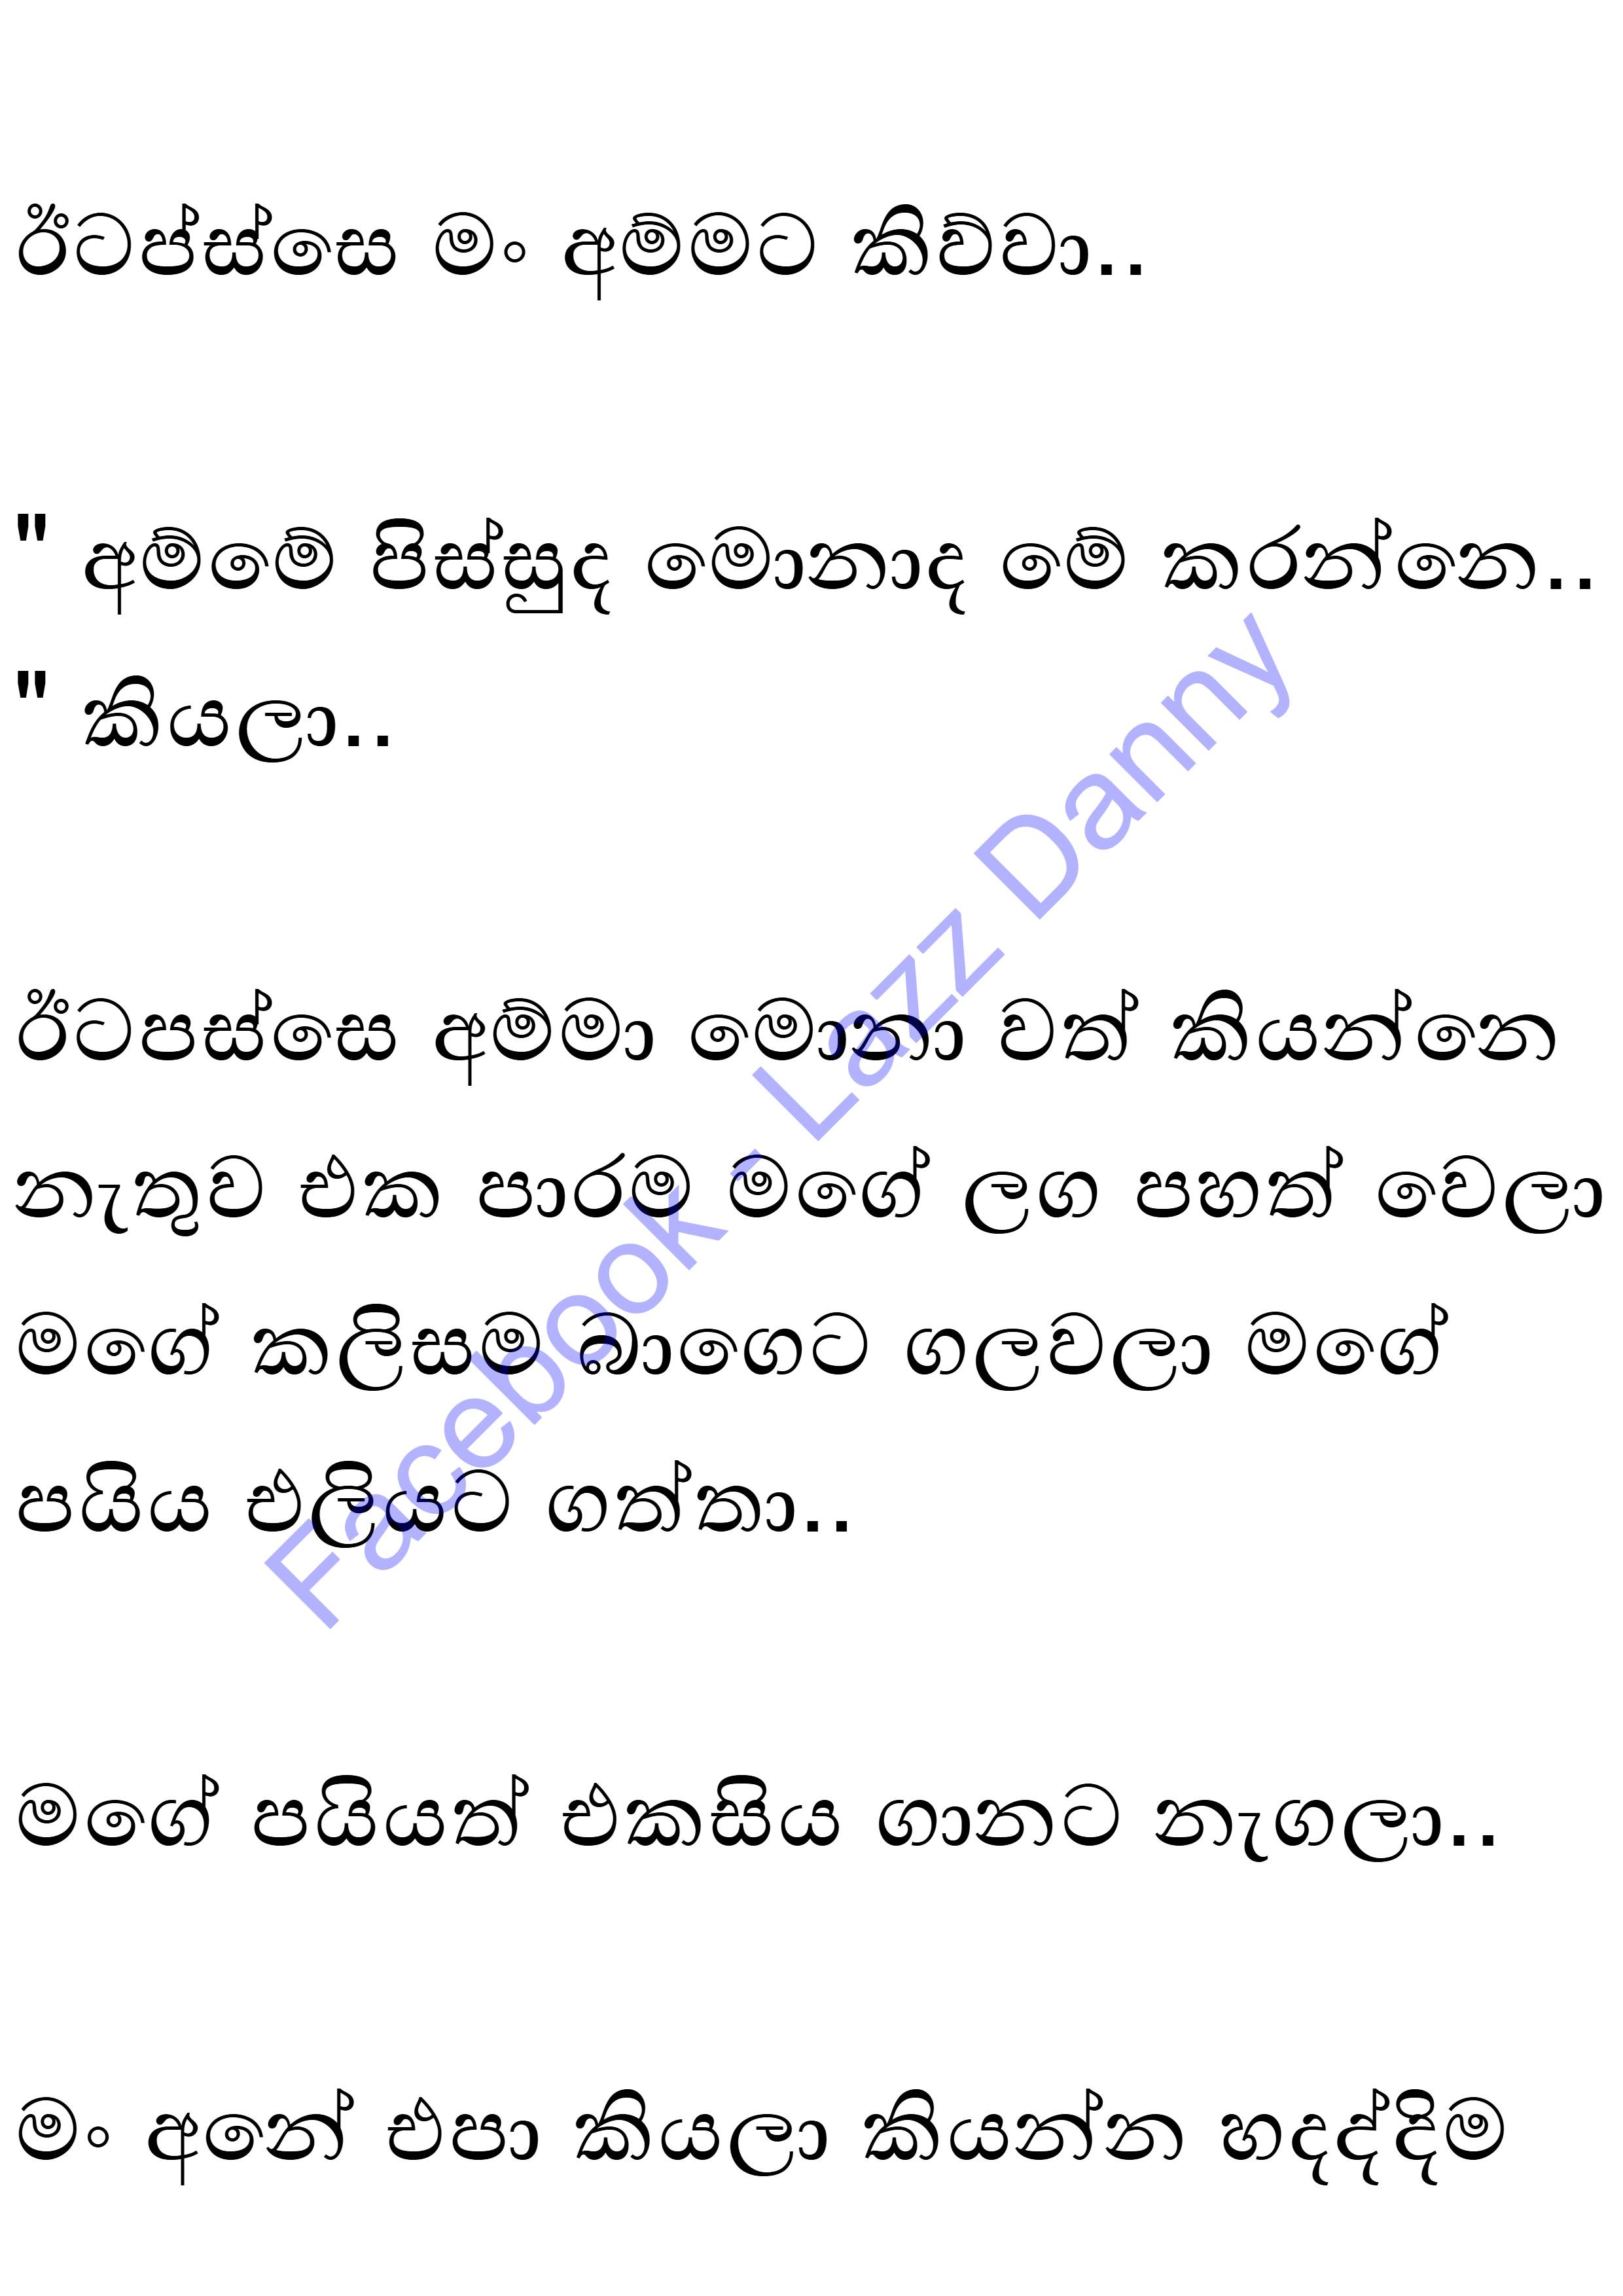 ඊටප්ස්සෙ මං අම්මට කිව්වා..
" අම්මේ පිස්සුද මොනාද මේ කරන්නෙ..
" කියලා..
ඊටපස්සෙ අම්මා මොනා වත් කියන්නෙ
නැතුව එක පාරම මගේ ලග පහත් වෙලා
මගේ කලිසම බාගෙට ගලවලා මගේ
පයිය එලියට ගත්තා..
මගේ පයියත් එකසිය ගානට නැගලා..
මං අනේ එපා කියලා කියන්න හදද්දිම
Facebook - Lazz Danny